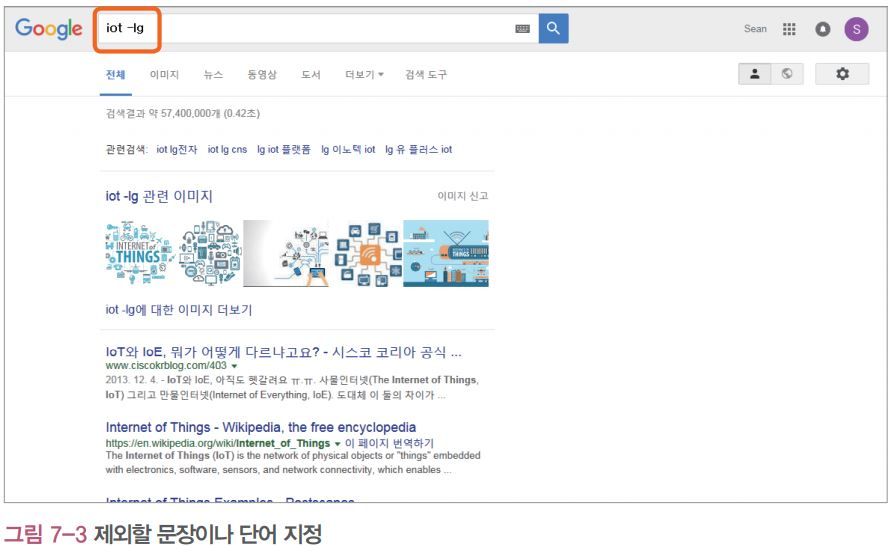 Google iot -lg Sean S
전체 이미지 뉴스 동영상 도서 더보기 검색 도구
검색결과 약 57,400,000개 (0.42초)
관련검색: iot lg전자 iot lg cns lg iot 플랫폼 lg 이노텍 iot lg 유 플러스 iot
iot -lg 관련 이미지 이미지 신고
INTERNET of THINGS
THINGS
iot -lg에 대한 이미지 더보기
IoT와 IoE, 뭐가 어떻게 다르냐고요? - 시스코 코리아 공식 ...
www.ciscokrblog.com/403
2013. 12. 4. - IoT와 IoE, 아직도 헷갈려요 ㅠ.ㅠ. 사물인터넷(The Internet of Things,
IoT) 그리고 만물인터넷(Internet of Everything, IoE). 도대체 이 둘의 차이가 ...
Internet of Things - Wikipedia, the free encyclopedia
https://en.wikipedia.org/wiki/Internet_of_Things 이 페이지 번역하기
The Internet of Things (IoT) is the network of physical objects or "things" embedded
with electronics, software, sensors, and network connectivity, which enables ...
Internet of Things Examples - Postscapes
그림 7-3 제외할 문장이나 단어 지정